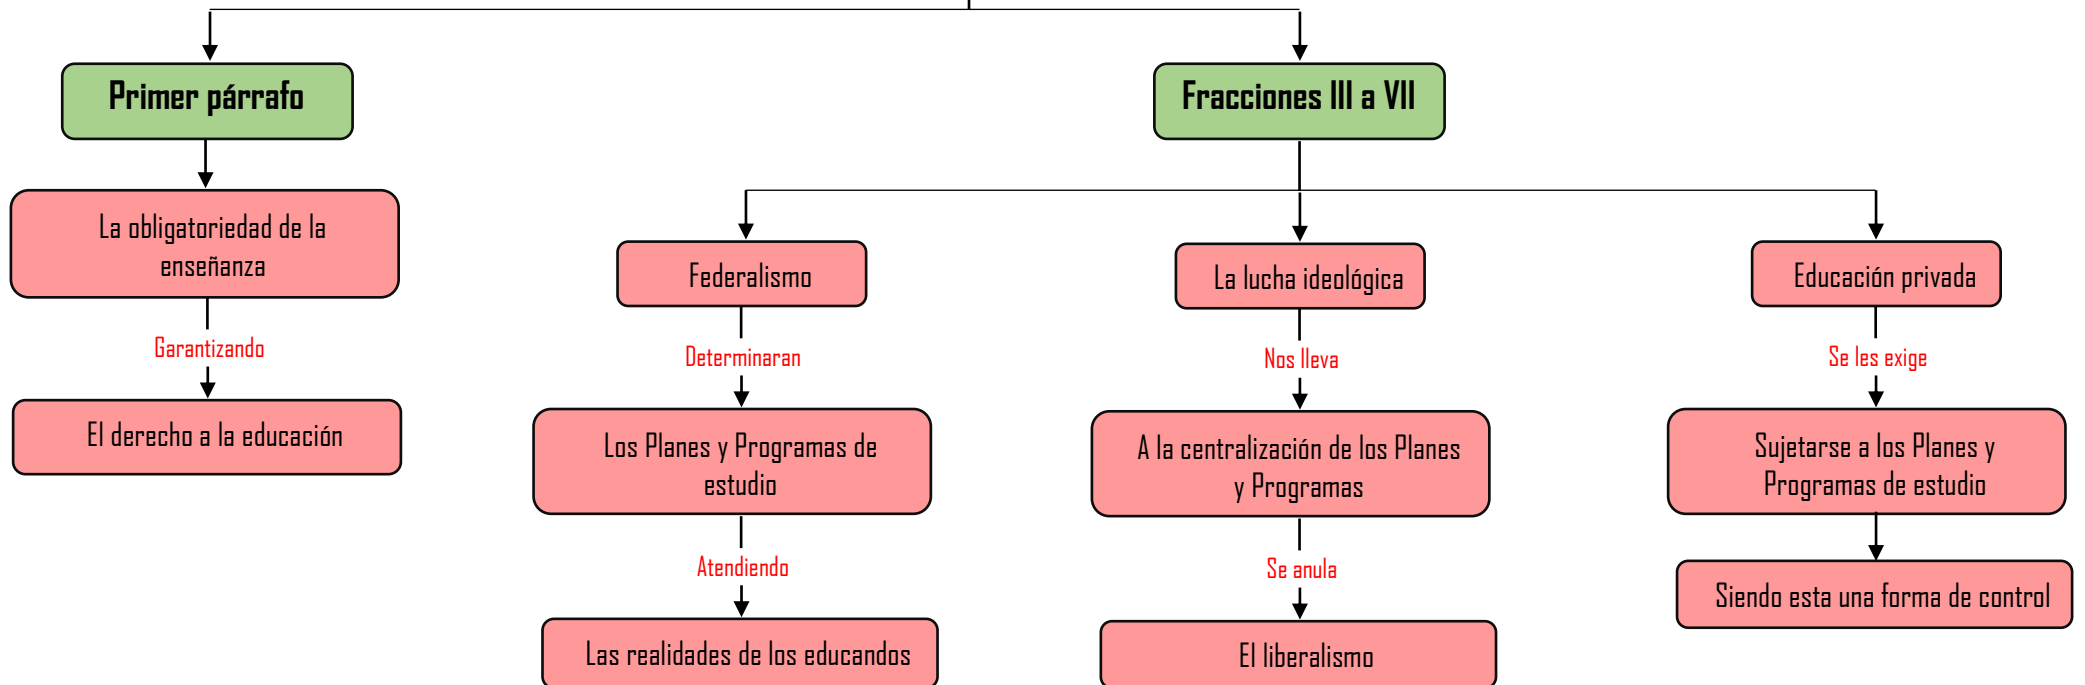 Primer párrafo
Fracciones III a VII
La obligatoriedad de la
enseñanza
Garantizando
El derecho a la educación
Federalismo
Determinaran
Los Planes y Programas de
estudio
Atendiendo
Las realidades de los educandos
La lucha ideológica
Nos lleva
A la centralización de los Planes
y Programas
Se anula
El liberalismo
Educación privada
Se les exige
Sujetarse a los Planes y
Programas de estudio
Siendo esta una forma de control